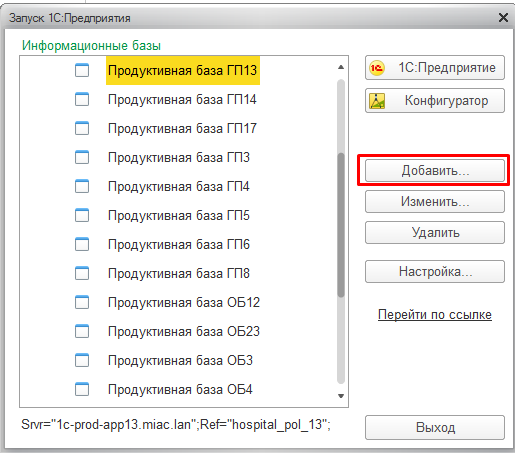 Запуск 1С:Предприятия
Информационные базы
Продуктивная база ГП13
Продуктивная база ГП14
Продуктивная база ГП17
Продуктивная база ГП3
Продуктивная база ГП4
Продуктивная база ГП5
Продуктивная база ГП6
Продуктивная база ГП8
Продуктивная база ОБ12
Продуктивная база ОБ23
Продуктивная база ОБ3
Продуктивная база ОБ4
1С:Предприятие
Конфигуратор
Добавить...
Изменить...
Удалить
Настройка...
Перейти по ссылке
Srvr="1c-prod-app13.miac.lan";Ref="hospital_pol_13";
Выход